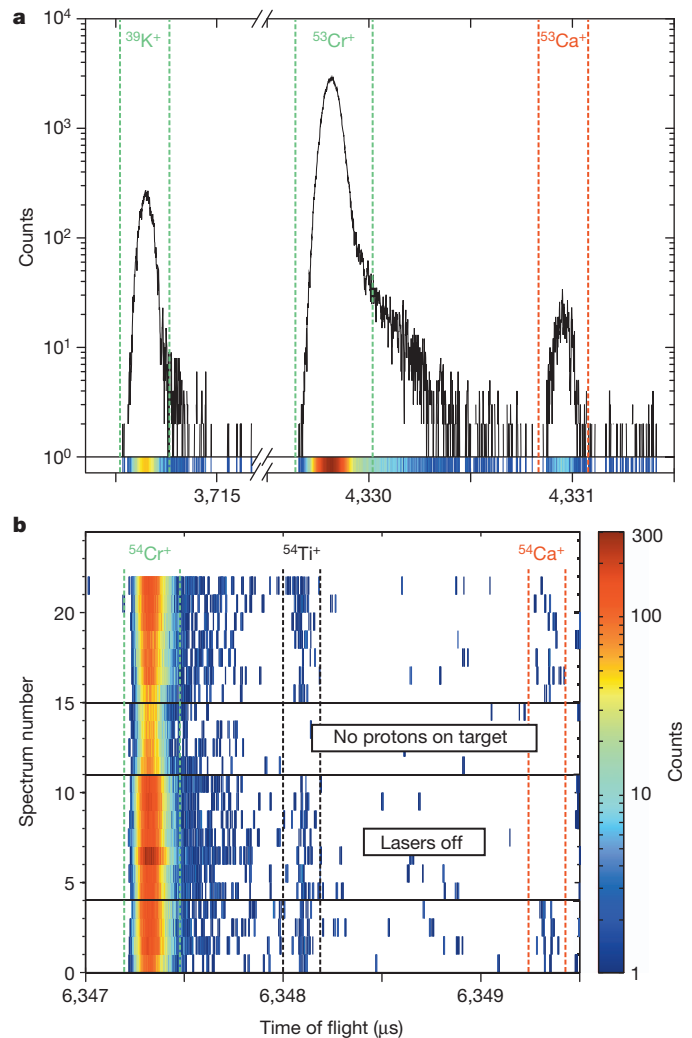 a
10⁴
10³
10²
10¹
10⁰
Counts
³⁹K⁺
⁵³Cr⁺
⁵³Ca⁺
3,715
4,330
4,331
b
⁵⁴Cr⁺
⁵⁴Ti⁺
⁵⁴Ca⁺
20
15
10
5
0
Spectrum number
No protons on target
Lasers off
6,347
6,348
6,349
Time of flight (μs)
300
100
10
1
Counts